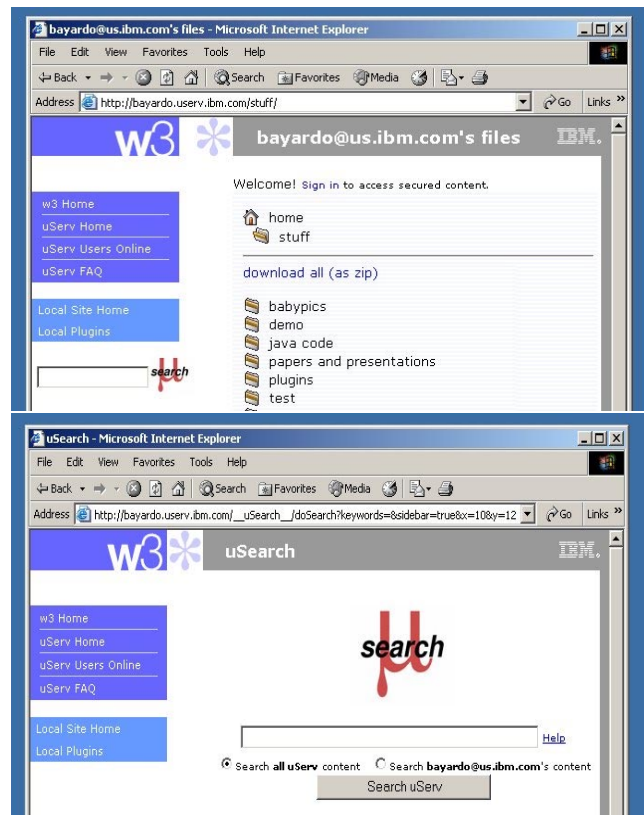 bayardo@us.ibm.com's files - Microsoft Internet Explorer
File Edit View Favorites Tools Help
Back Search Favorites Media
Address http://bayardo.userv.ibm.com/stuff/ Go Links »
w3 bayardo@us.ibm.com's files IBM.
Welcome! Sign in to access secured content.
w3 Home
uServ Home
uServ Users Online
uServ FAQ
Local Site Home
Local Plugins
µ search
home
stuff
download all (as zip)
babypics
demo
java code
papers and presentations
plugins
test
uSearch - Microsoft Internet Explorer
File Edit View Favorites Tools Help
Back Search Favorites Media
Address http://bayardo.userv.ibm.com/__uSearch__/doSearch?keywords=&sidebar=true&x=10&y=12 Go Links »
w3 uSearch IBM.
w3 Home
uServ Home
uServ Users Online
uServ FAQ
Local Site Home
Local Plugins
µ search
Help
Search all uServ content Search bayardo@us.ibm.com's content
Search uServ